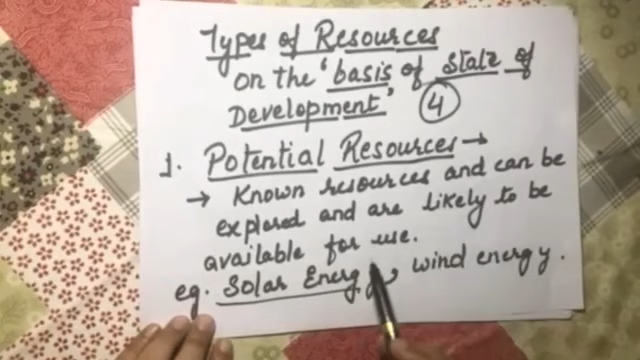 Types of Resources
on the 'basis of State of
Development' 4
1. Potential Resources →
→ Known resources and can be
explored and are likely to be
available for use.
eg. Solar Energy, wind energy.